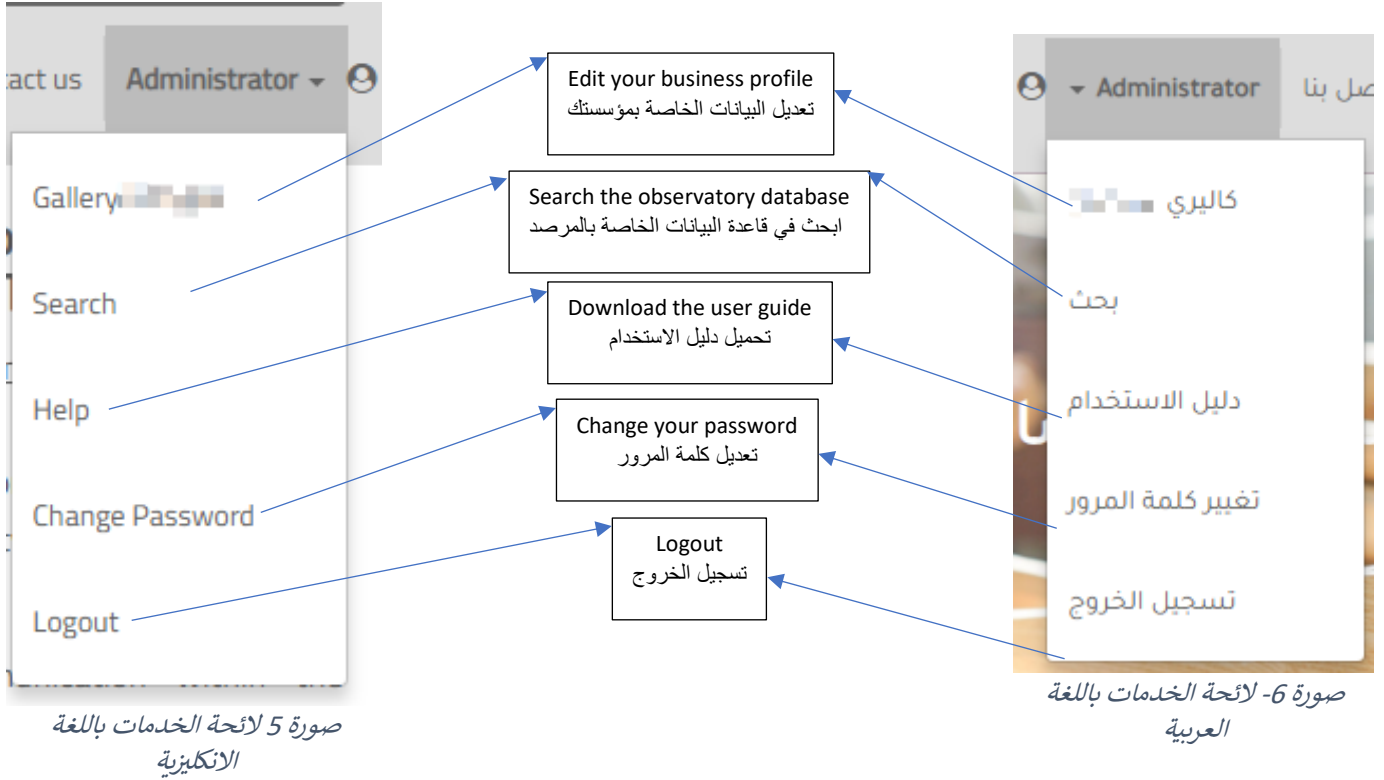 act us
Administrator
Gallery
Search
Help
Change Password
Logout
صورة 5 لائحة الخدمات باللغة
الانكليزية
Edit your business profile
تعديل البيانات الخاصة بمؤسستك
Search the observatory database
ابحث في قاعدة البيانات الخاصة بالمرصد
Download the user guide
تحميل دليل الاستخدام
Change your password
تعديل كلمة المرور
Logout
تسجيل الخروج
Administrator
صل بنا
كاليري
بحث
دليل الاستخدام
تغيير كلمة المرور
تسجيل الخروج
صورة 6- لائحة الخدمات باللغة
العربية